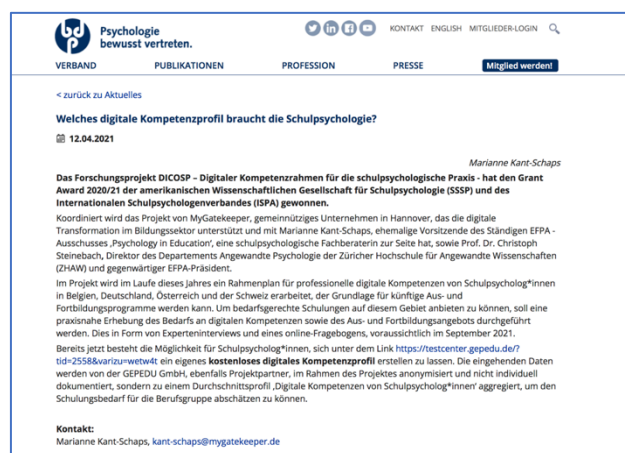 bdp
Psychologie
bewusst vertreten.
KONTAKT ENGLISH MITGLIEDER-LOGIN
VERBAND PUBLIKATIONEN PROFESSION PRESSE Mitglied werden!
< zurück zu Aktuelles
Welches digitale Kompetenzprofil braucht die Schulpsychologie?
12.04.2021
Marianne Kant-Schaps
Das Forschungsprojekt DICOSP – Digitaler Kompetenzrahmen für die schulpsychologische Praxis - hat den Grant
Award 2020/21 der amerikanischen Wissenschaftlichen Gesellschaft für Schulpsychologie (SSSP) und des
Internationalen Schulpsychologenverbandes (ISPA) gewonnen.
Koordiniert wird das Projekt von MyGatekeeper, gemeinnütziges Unternehmen in Hannover, das die digitale
Transformation im Bildungssektor unterstützt und mit Marianne Kant-Schaps, ehemalige Vorsitzende des Ständigen EFPA -
Ausschusses ‚Psychology in Education‘, eine schulpsychologische Fachberaterin zur Seite hat, sowie Prof. Dr. Christoph
Steinebach, Direktor des Departements Angewandte Psychologie der Züricher Hochschule für Angewandte Wissenschaften
(ZHAW) und gegenwärtiger EFPA-Präsident.
Im Projekt wird im Laufe dieses Jahres ein Rahmenplan für professionelle digitale Kompetenzen von Schulpsycholog*innen
in Belgien, Deutschland, Österreich und der Schweiz erarbeitet, der Grundlage für künftige Aus- und
Fortbildungsprogramme werden kann. Um bedarfsgerechte Schulungen auf diesem Gebiet anbieten zu können, soll eine
praxisnahe Erhebung des Bedarfs an digitalen Kompetenzen sowie des Aus- und Fortbildungsangebots durchgeführt
werden. Dies in Form von Experteninterviews und eines online-Fragebogens, voraussichtlich im September 2021.
Bereits jetzt besteht die Möglichkeit für Schulpsycholog*innen, sich unter dem Link https://testcenter.gepedu.de/?
tid=2558&varizu=wetw4t ein eigenes kostenloses digitales Kompetenzprofil erstellen zu lassen. Die eingehenden Daten
werden von der GEPEDU GmbH, ebenfalls Projektpartner, im Rahmen des Projektes anonymisiert und nicht individuell
dokumentiert, sondern zu einem Durchschnittsprofil ‚Digitale Kompetenzen von Schulpsycholog*innen‘ aggregiert, um den
Schulungsbedarf für die Berufsgruppe abschätzen zu können.
Kontakt:
Marianne Kant-Schaps, kant-schaps@mygatekeeper.de